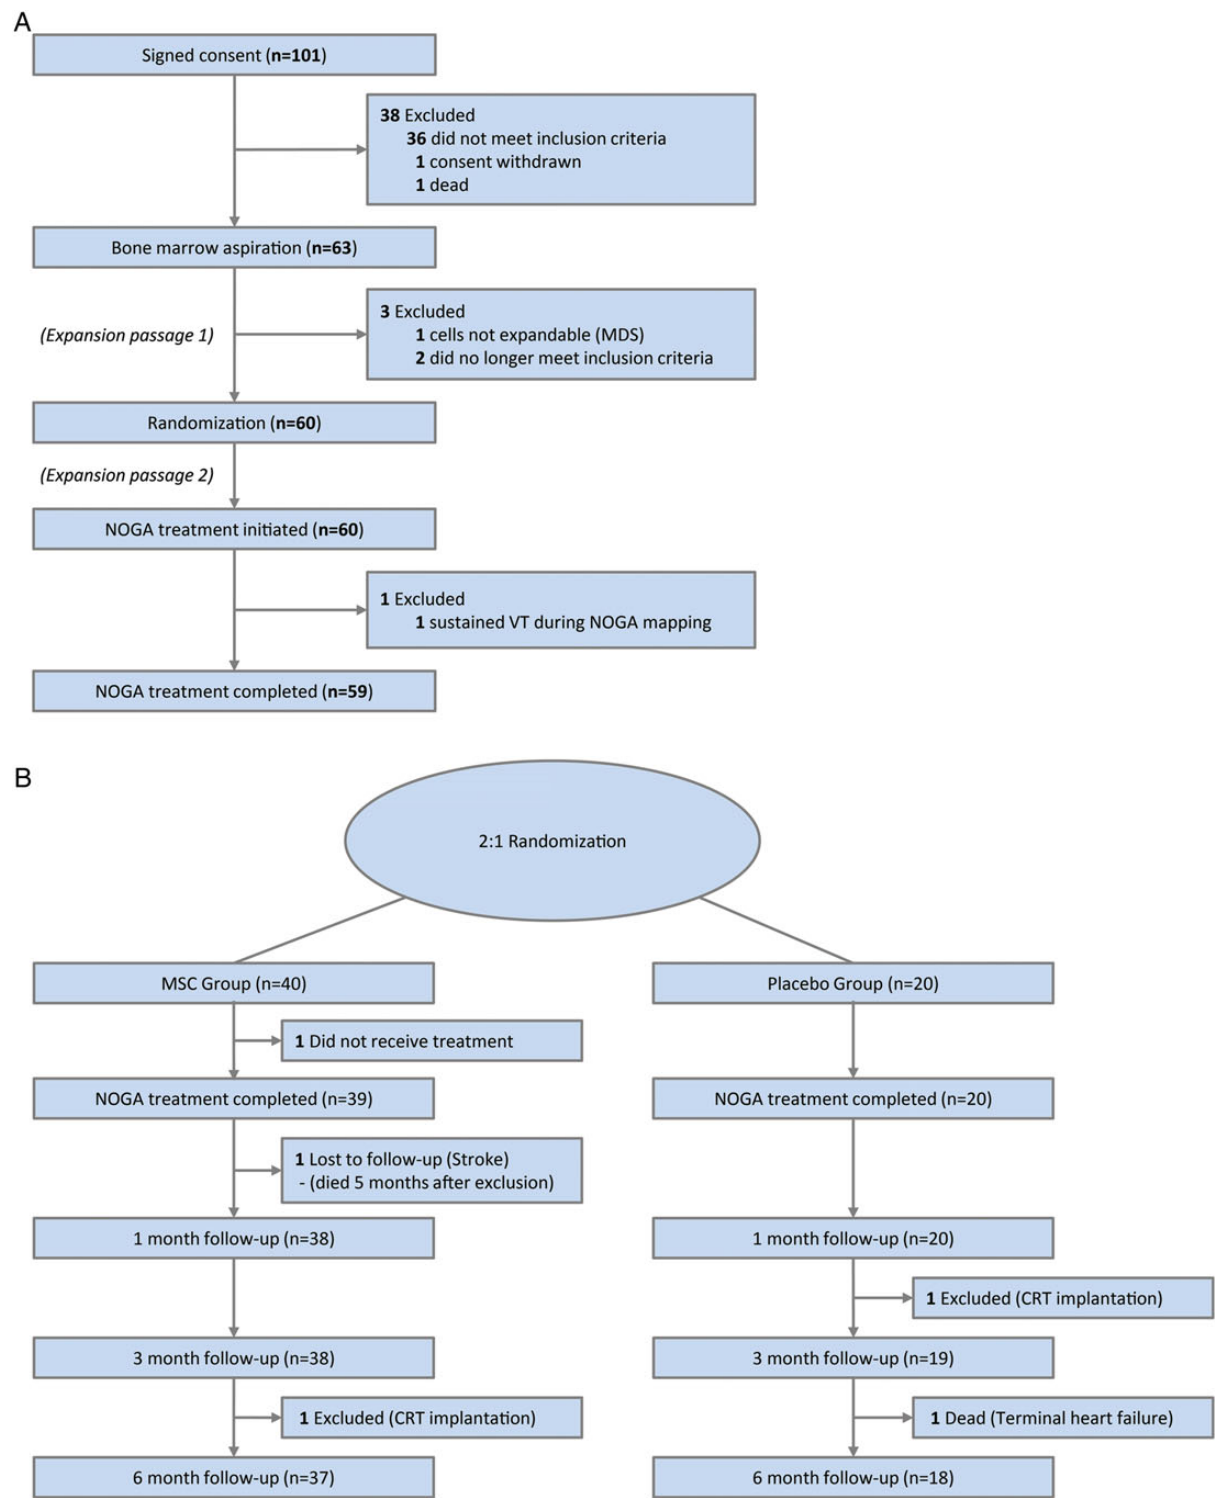 A
Signed consent (n=101)
38 Excluded
36 did not meet inclusion criteria
1 consent withdrawn
1 dead
Bone marrow aspiration (n=63)
(Expansion passage 1)
3 Excluded
1 cells not expandable (MDS)
2 did no longer meet inclusion criteria
Randomization (n=60)
(Expansion passage 2)
NOGA treatment initiated (n=60)
1 Excluded
1 sustained VT during NOGA mapping
NOGA treatment completed (n=59)
B
2:1 Randomization
MSC Group (n=40)
Placebo Group (n=20)
1 Did not receive treatment
NOGA treatment completed (n=39)
NOGA treatment completed (n=20)
1 Lost to follow-up (Stroke)
- (died 5 months after exclusion)
1 month follow-up (n=38)
1 month follow-up (n=20)
1 Excluded (CRT implantation)
3 month follow-up (n=38)
3 month follow-up (n=19)
1 Excluded (CRT implantation)
1 Dead (Terminal heart failure)
6 month follow-up (n=37)
6 month follow-up (n=18)